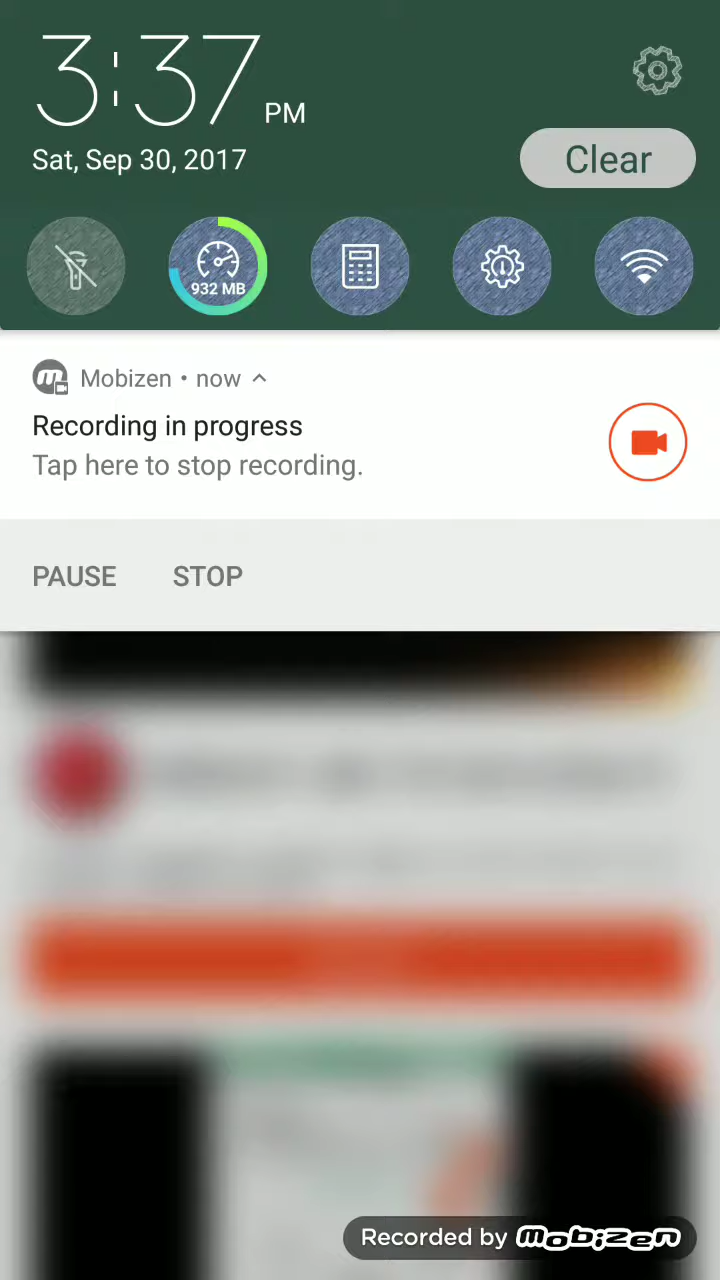 3:37 PM
Sat, Sep 30, 2017
Clear
932 MB
Mobizen • now
Recording in progress
Tap here to stop recording.
PAUSE STOP
Recorded by Mobizen